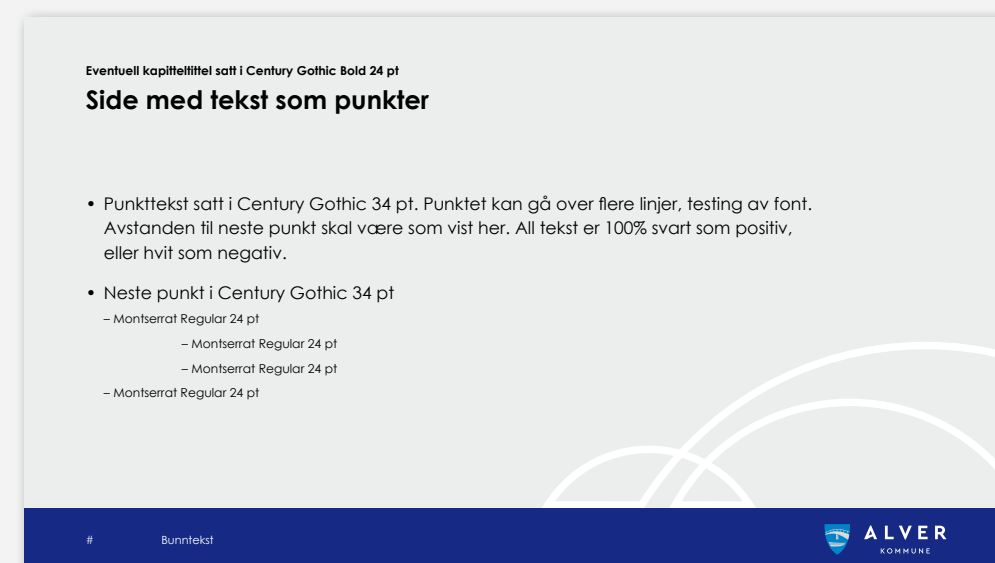 Eventuell kapitteltittel satt i Century Gothic Bold 24 pt
Side med tekst som punkter
• Punkttekst satt i Century Gothic 34 pt. Punktet kan gå over flere linjer, testing av font.
Avstanden til neste punkt skal være som vist her. All tekst er 100% svart som positiv,
eller hvit som negativ.
• Neste punkt i Century Gothic 34 pt
– Montserrat Regular 24 pt
– Montserrat Regular 24 pt
– Montserrat Regular 24 pt
– Montserrat Regular 24 pt
# Bunntekst
ALVER
KOMMUNE